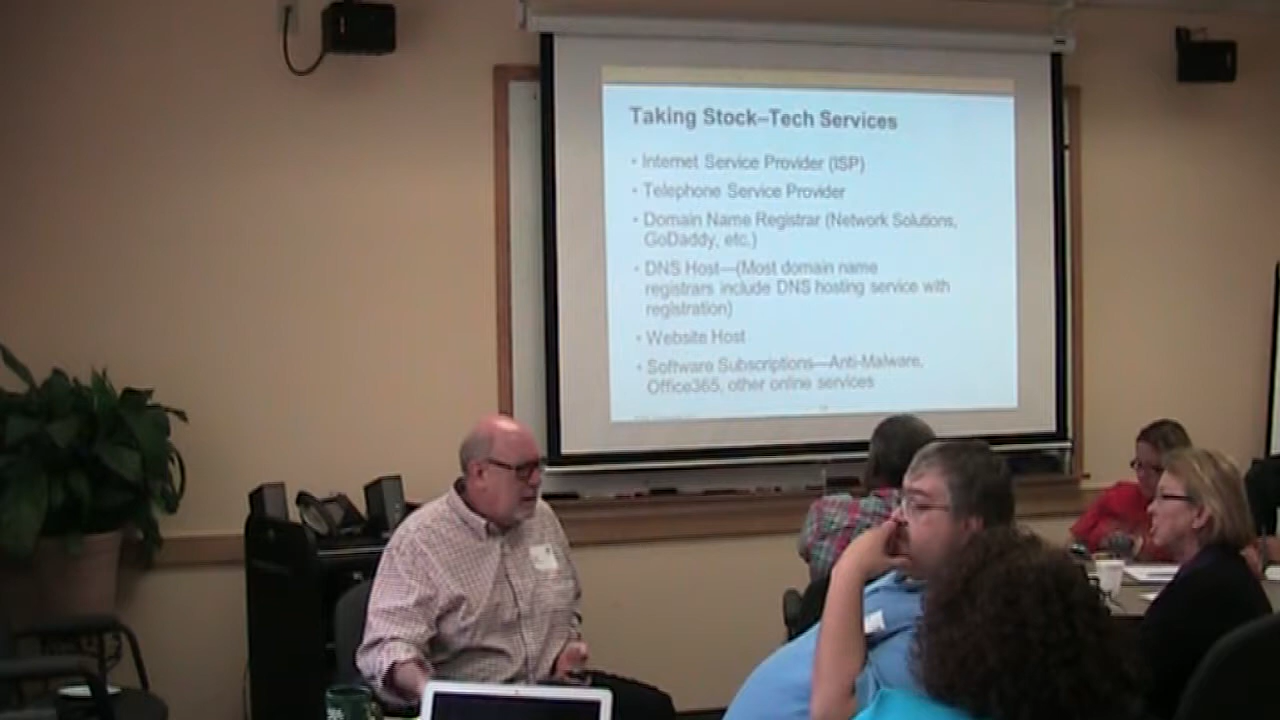 Taking Stock–Tech Services
• Internet Service Provider (ISP)
• Telephone Service Provider
• Domain Name Registrar (Network Solutions,
GoDaddy, etc.)
• DNS Host—(Most domain name
registrars include DNS hosting service with
registration)
• Website Host
• Software Subscriptions—Anti-Malware,
Office365, other online services